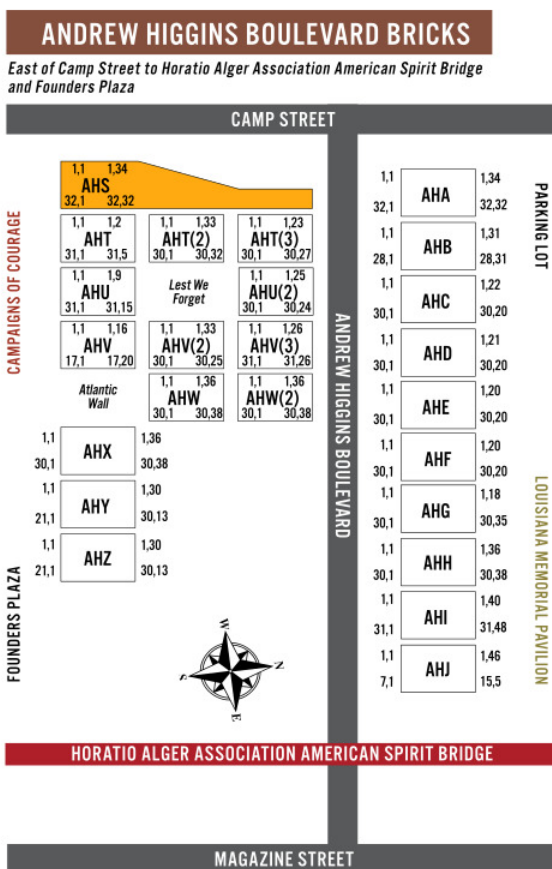 ANDREW HIGGINS BOULEVARD BRICKS
East of Camp Street to Horatio Alger Association American Spirit Bridge
and Founders Plaza
CAMP STREET
1,1 1,34
AHS
32,1 32,32
1,1 1,2
AHT
31,1 31,5
1,1 1,33
AHT(2)
30,1 30,32
1,1 1,23
AHT(3)
30,1 30,27
1,1 1,9
AHU
31,1 31,15
Lest We
Forget
1,1 1,25
AHU(2)
30,1 30,24
1,1 1,16
AHV
17,1 17,20
1,1 1,33
AHV(2)
30,1 30,25
1,1 1,26
AHV(3)
31,1 31,26
Atlantic
Wall
1,1 1,36
AHW
30,1 30,38
1,1 1,36
AHW(2)
30,1 30,38
1,1 1,36
AHX
30,1 30,38
1,1 1,30
AHY
21,1 30,13
1,1 1,30
AHZ
21,1 30,13
CAMPAIGNS OF COURAGE
FOUNDERS PLAZA
ANDREW HIGGINS BOULEVARD
1,1 1,34
AHA
32,1 32,32
1,1 1,31
AHB
28,1 28,31
1,1 1,22
AHC
30,1 30,20
1,1 1,21
AHD
30,1 30,20
1,1 1,20
AHE
30,1 30,20
1,1 1,20
AHF
30,1 30,20
1,1 1,18
AHG
30,1 30,35
1,1 1,36
AHH
30,1 30,38
1,1 1,40
AHI
31,1 31,48
1,1 1,46
AHJ
7,1 15,5
PARKING LOT
LOUISIANA MEMORIAL PAVILION
W
N
S
E
HORATIO ALGER ASSOCIATION AMERICAN SPIRIT BRIDGE
MAGAZINE STREET